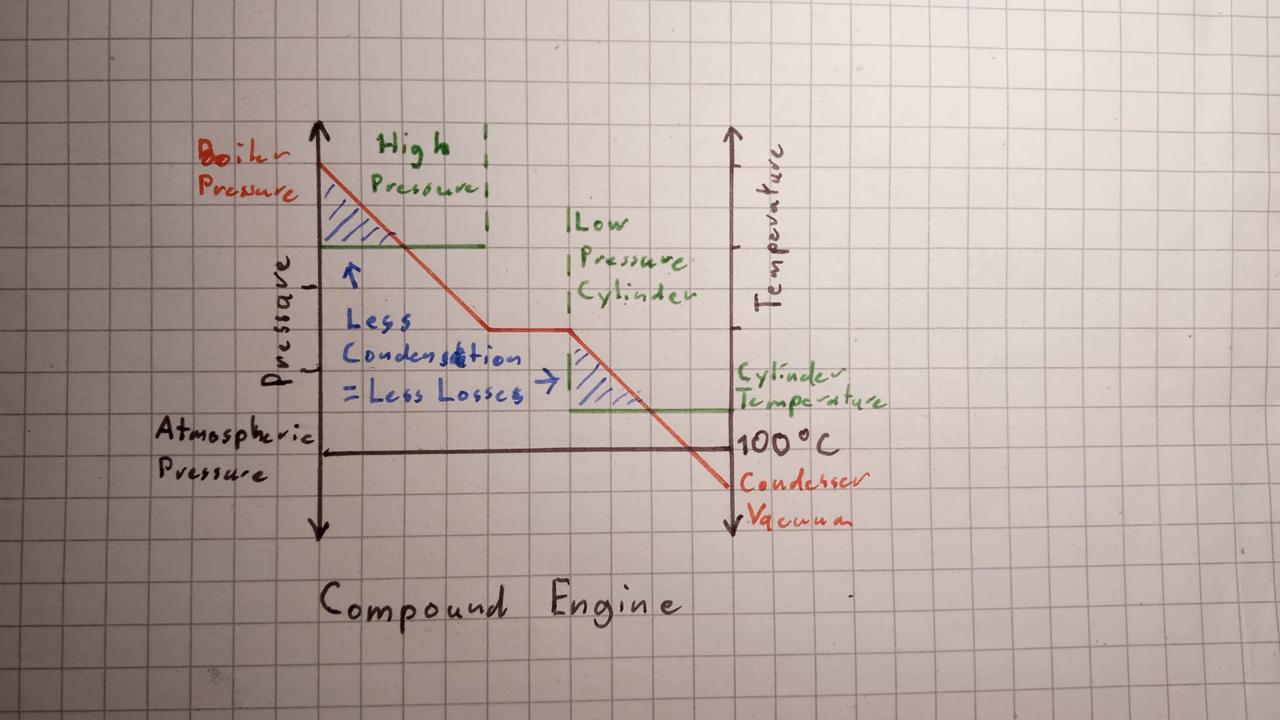 Boiler
Pressure
High
Pressure
Low
Pressure
Cylinder
Temperature
Pressure
Less
Condensation
= Less Losses
Cylinder
Temperature
Atmospheric
Pressure
100°C
Condesser
Vacuum
Compound Engine